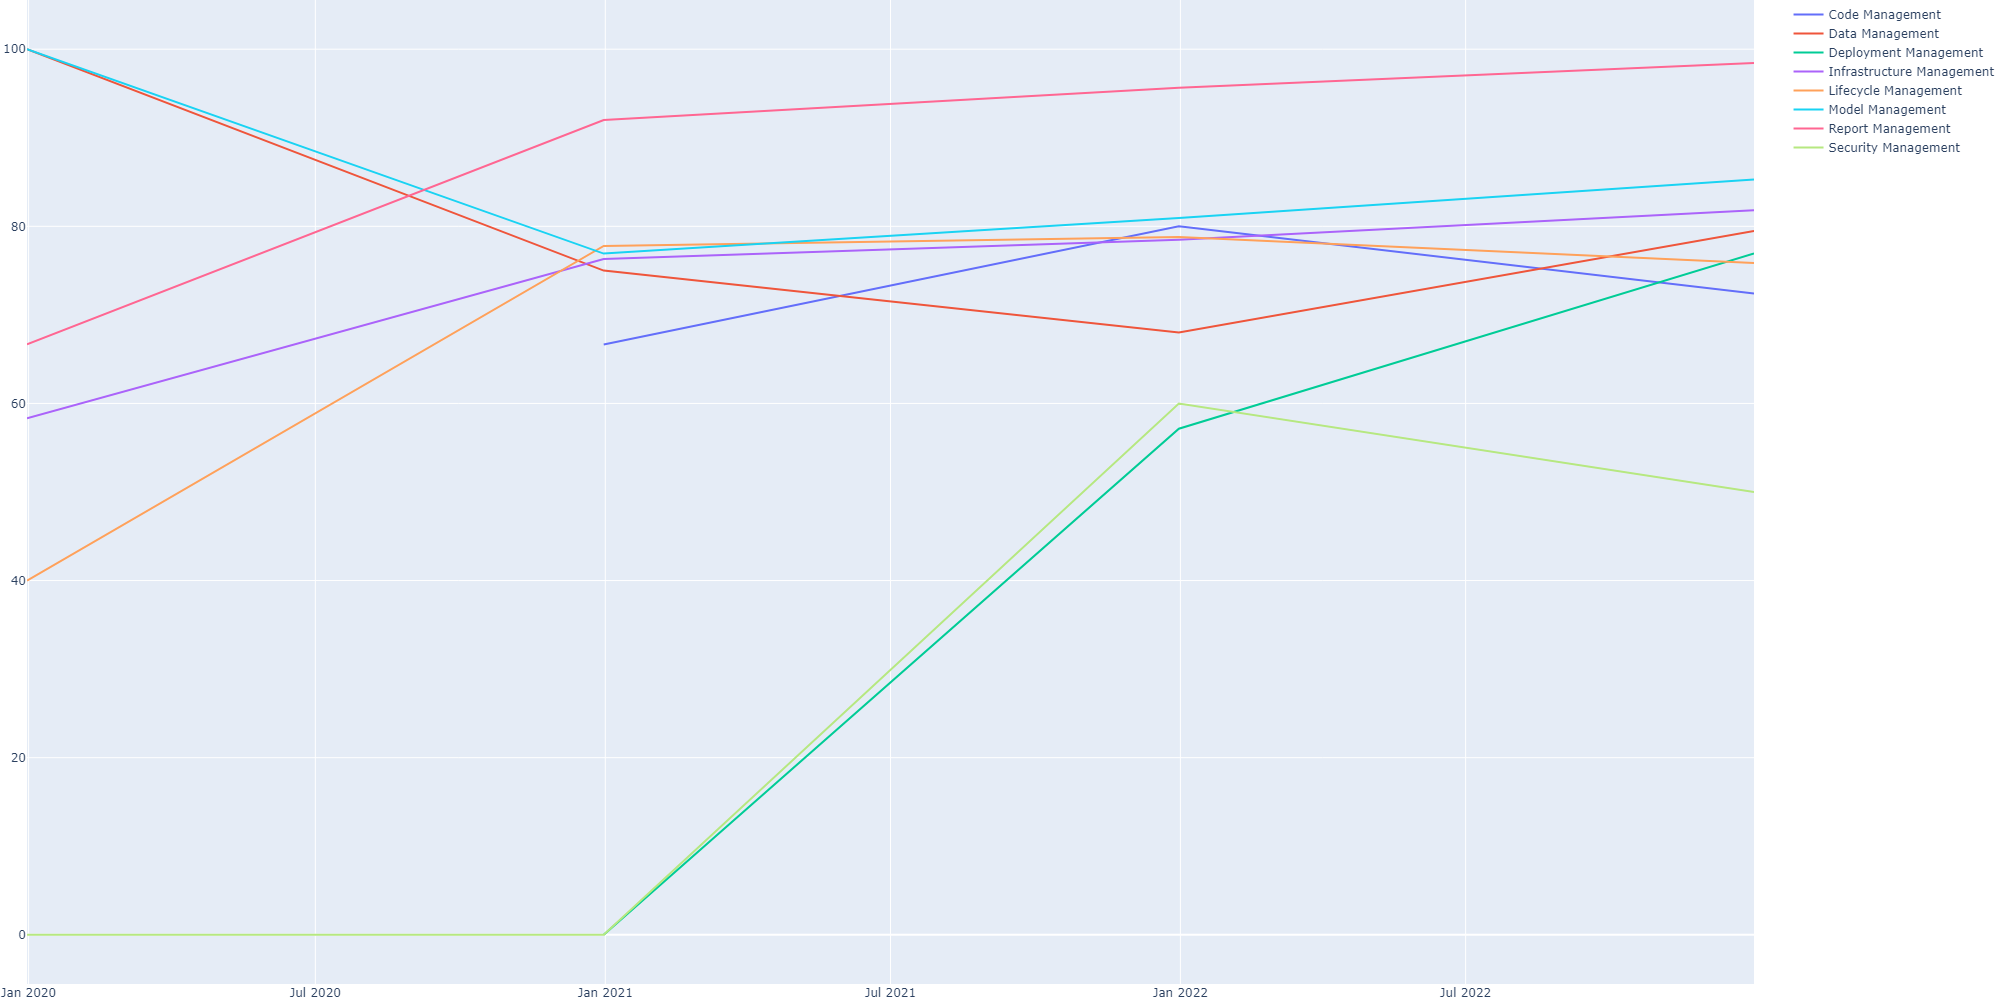 Code Management
Data Management
Deployment Management
Infrastructure Management
Lifecycle Management
Model Management
Report Management
Security Management
100
80
60
40
20
0
Jan 2020
Jul 2020
Jan 2021
Jul 2021
Jan 2022
Jul 2022